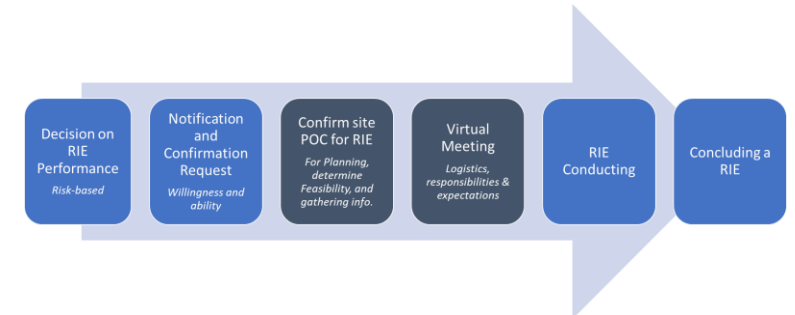 Decision on
RIE
Performance
Risk-based
Notification
and
Confirmation
Request
Willingness and
ability
Confirm site
POC for RIE
For Planning,
determine
Feasibility, and
gathering info.
Virtual
Meeting
Logistics,
responsibilities &
expectations
RIE
Conducting
Concluding a
RIE